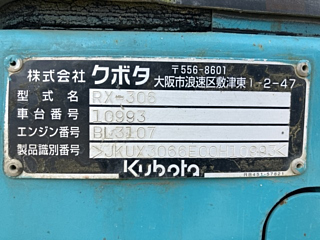 株式会社 クボタ 〒556-8601
大阪市浪速区敷津東1-2-47
型式名 RX-306
車台番号 10993
エンジン番号 BL3107
製品識別番号
Kubota